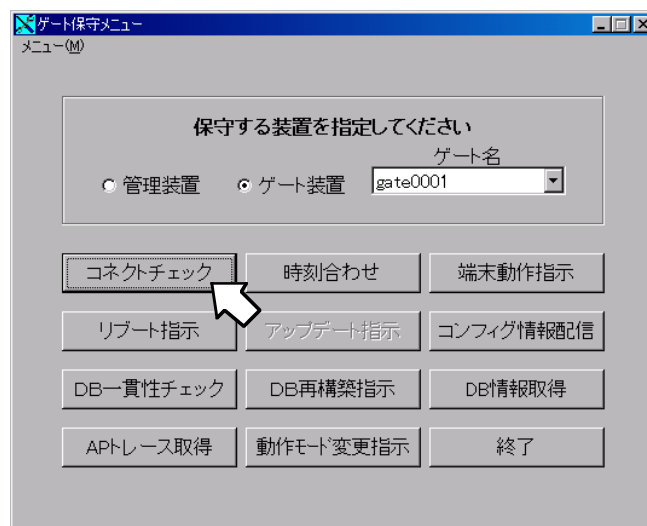 ゲート保守メニュー
メニュー(M)
保守する装置を指定してください
ゲート名
管理装置 ゲート装置 gate0001
コネクトチェック 時刻合わせ 端末動作指示
リブート指示 アップデート指示 コンフィグ情報配信
DB一貫性チェック DB再構築指示 DB情報取得
APトレース取得 動作モード変更指示 終了